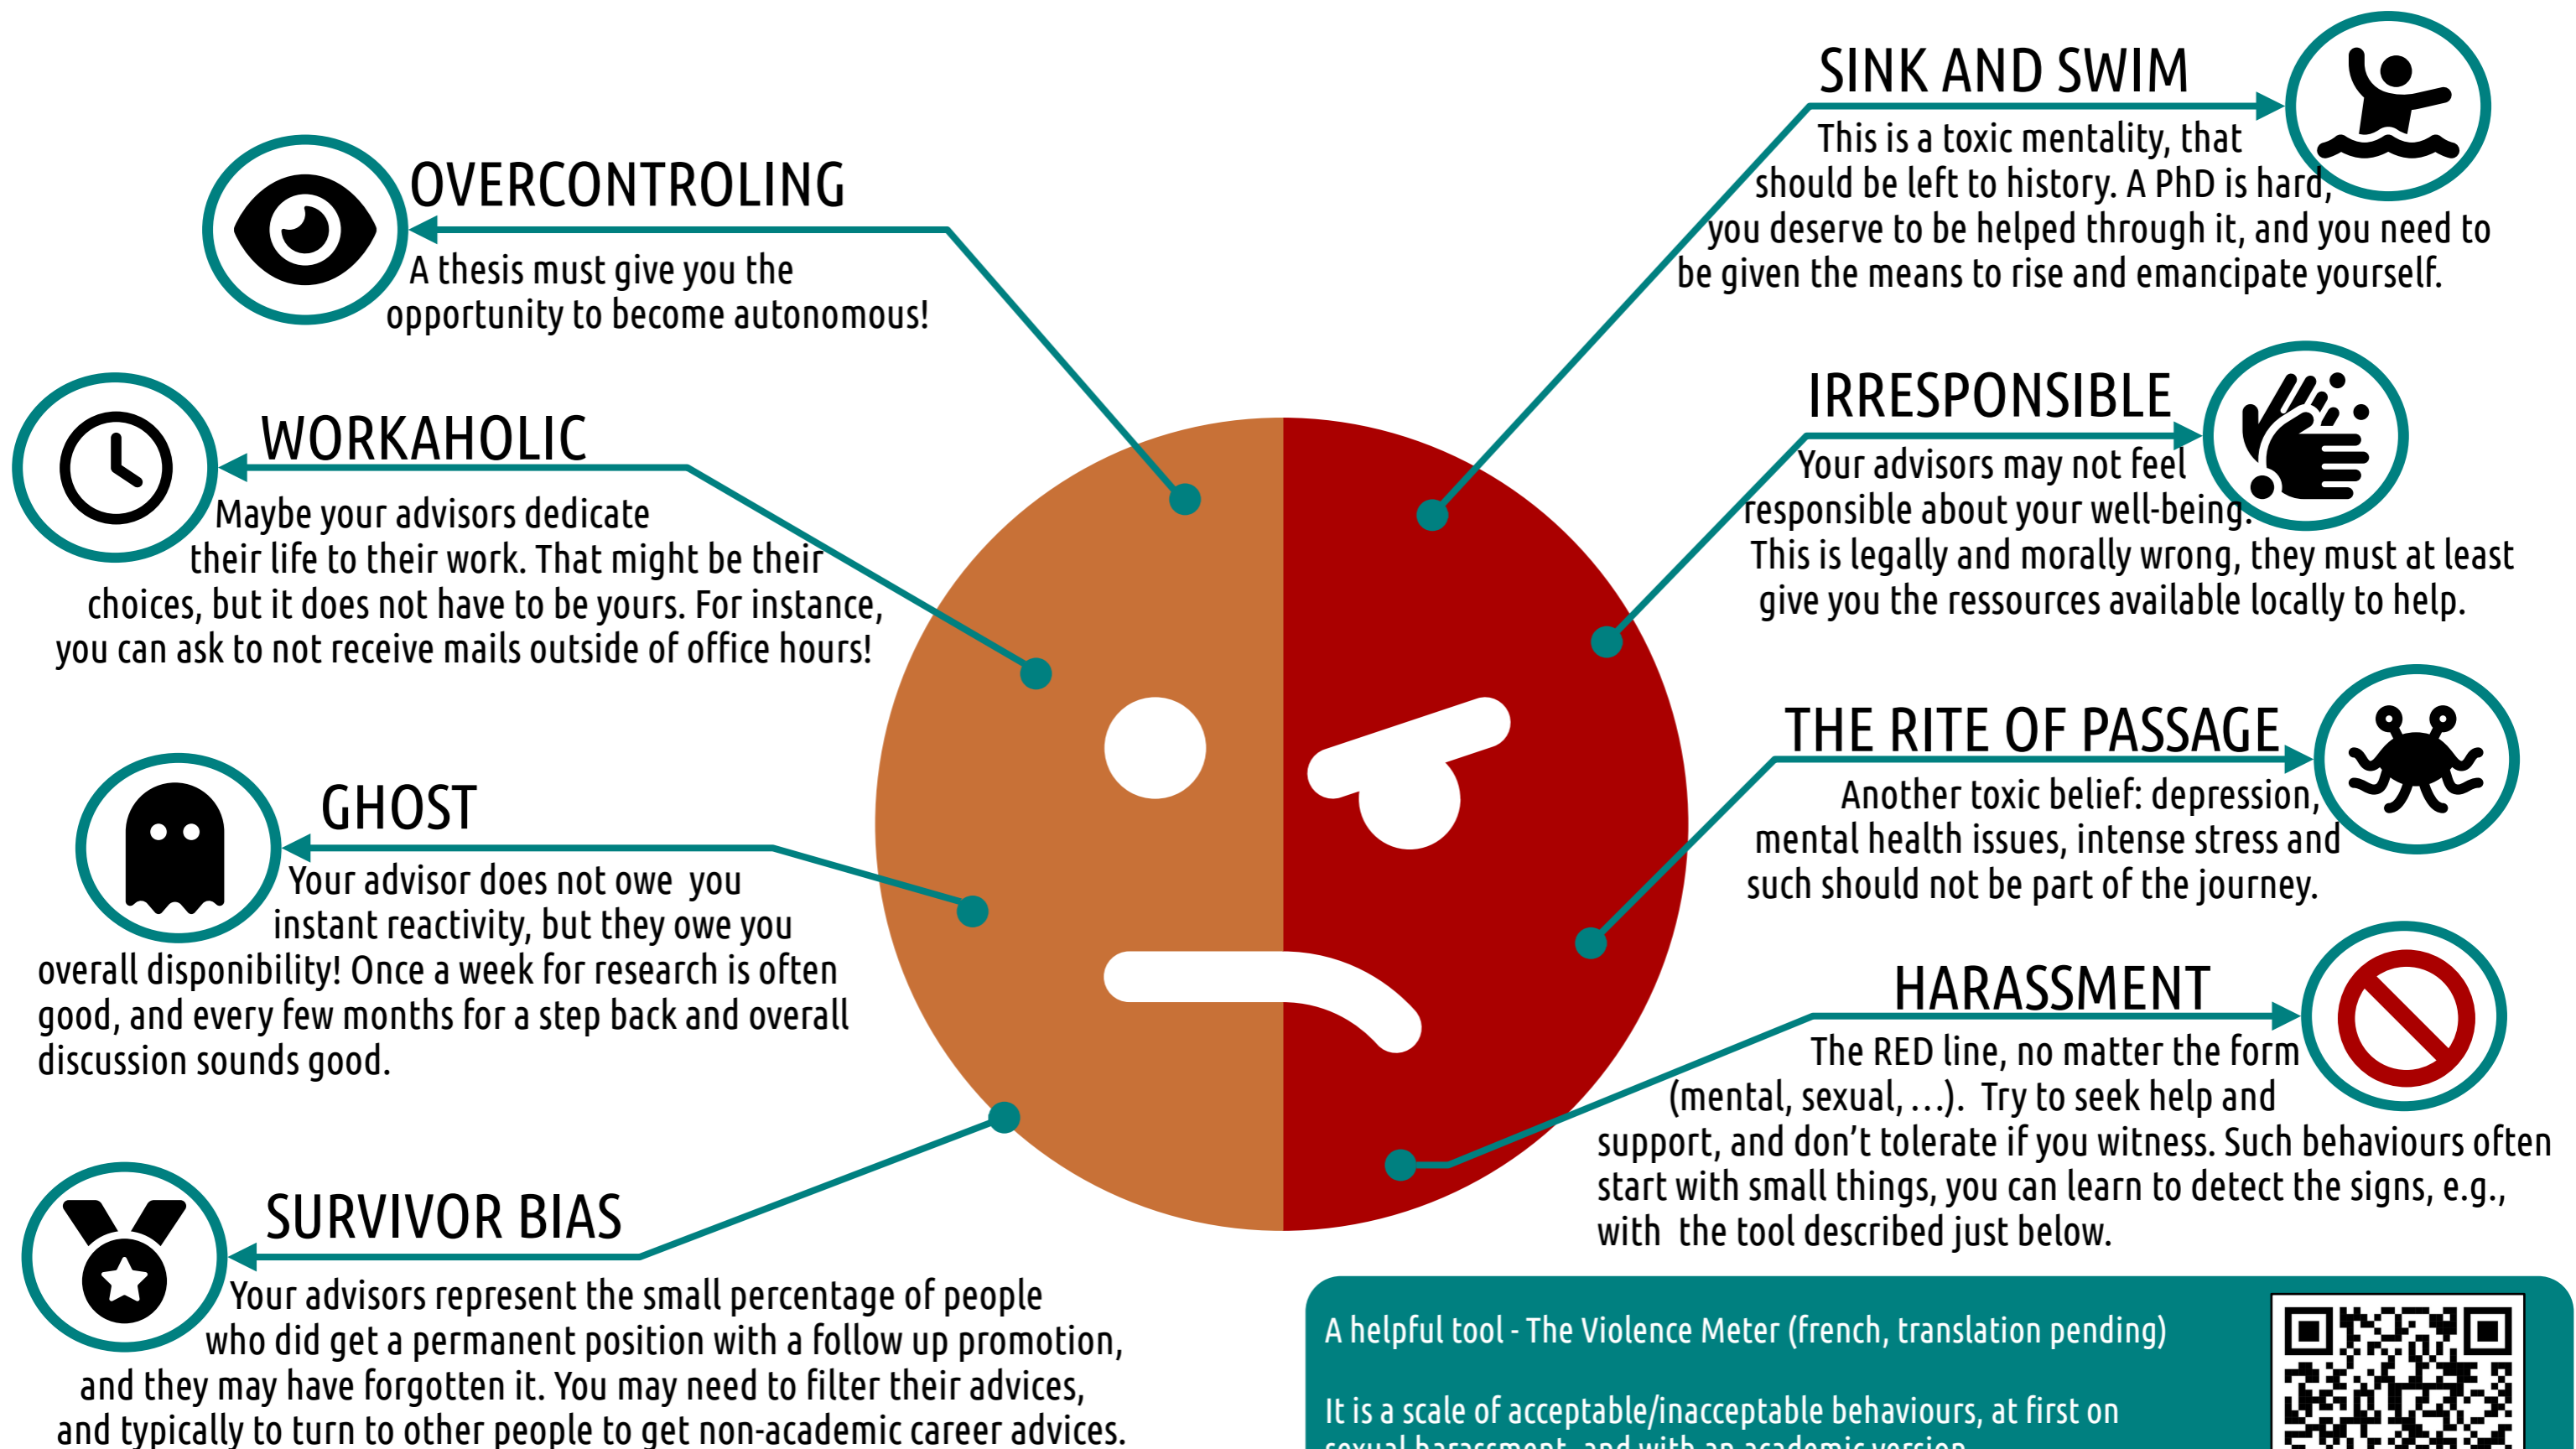 OVERCONTROLING
A thesis must give you the
opportunity to become autonomous!
WORKAHOLIC
Maybe your advisors dedicate
their life to their work. That might be their
choices, but it does not have to be yours. For instance,
you can ask to not receive mails outside of office hours!
GHOST
Your advisor does not owe you
instant reactivity, but they owe you
overall disponibility! Once a week for research is often
good, and every few months for a step back and overall
discussion sounds good.
SURVIVOR BIAS
Your advisors represent the small percentage of people
who did get a permanent position with a follow up promotion,
and they may have forgotten it. You may need to filter their advices,
and typically to turn to other people to get non-academic career advices.
SINK AND SWIM
This is a toxic mentality, that
should be left to history. A PhD is hard,
you deserve to be helped through it, and you need to
be given the means to rise and emancipate yourself.
IRRESPONSIBLE
Your advisors may not feel
responsible about your well-being.
This is legally and morally wrong, they must at least
give you the ressources available locally to help.
THE RITE OF PASSAGE
Another toxic belief: depression,
mental health issues, intense stress and
such should not be part of the journey.
HARASSMENT
The RED line, no matter the form
(mental, sexual, …). Try to seek help and
support, and don't tolerate if you witness. Such behaviours often
start with small things, you can learn to detect the signs, e.g.,
with the tool described just below.
A helpful tool - The Violence Meter (french, translation pending)
It is a scale of acceptable/inacceptable behaviours, at first on
sexual harassment, and with an academic version